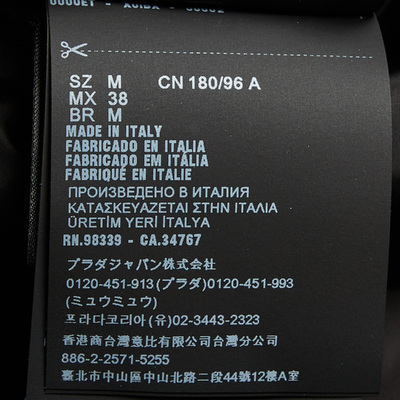 SZ M CN 180/96 A
MX 38
BR M
MADE IN ITALY
FABRICADO EN ITALIA
FABRICADO EM ITÁLIA
FABRIQUÉ EN ITALIE
ПРОИЗВЕДЕНО В ИТАЛИЯ
ΚΑΤΑΣΚΕΥΑΖΕΤΑΙ ΣΤΗΝ ΙΤΑΛΙΑ
ÜRETİM YERİ İTALYA
RN.98339 - CA.34767
プラダジャパン株式会社
0120-451-913 (プラダ) 0120-451-993
(ミュウミュウ)
프라다코리아 (유) 02-3443-2323
香港商台灣意比有限公司台灣分公司
886-2-2571-5255
臺北市中山區中山北路二段44號12樓A室